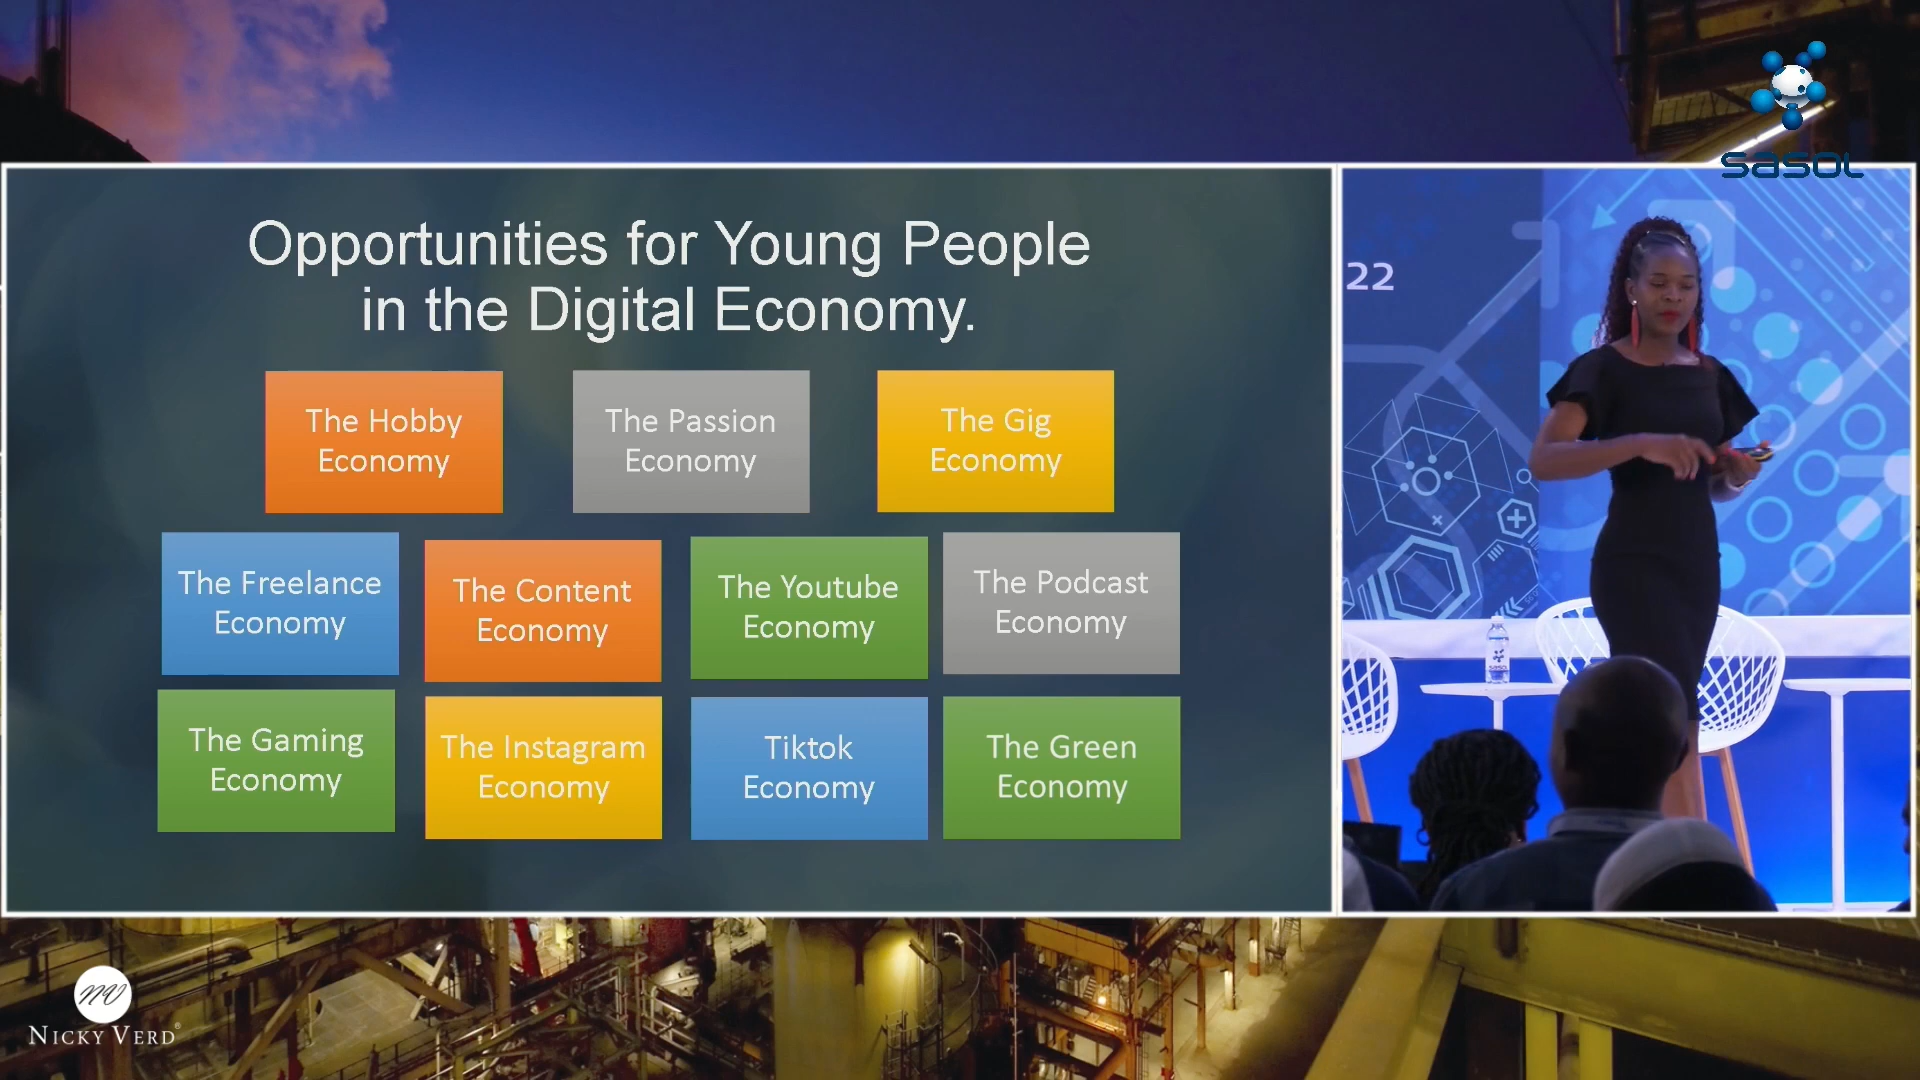 sasol
Opportunities for Young People
in the Digital Economy.
22
The Hobby
Economy
The Passion
Economy
The Gig
Economy
The Freelance
Economy
The Content
Economy
The Youtube
Economy
The Podcast
Economy
The Gaming
Economy
The Instagram
Economy
Tiktok
Economy
The Green
Economy
NV
NICKY VERD®